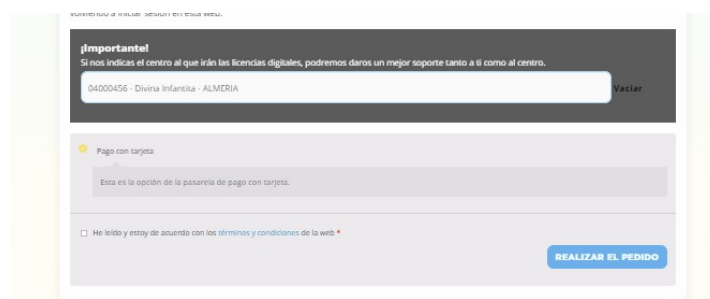 volviendo a iniciar sesión en esta web.
¡Importante!
Si nos indicas el centro al que irán las licencias digitales, podremos daros un mejor soporte tanto a ti como al centro.
04000456 - Divina Infantita - ALMERIA
Vaciar
Pago con tarjeta
Esta es la opción de la pasarela de pago con tarjeta.
He leído y estoy de acuerdo con los términos y condiciones de la web *
REALIZAR EL PEDIDO